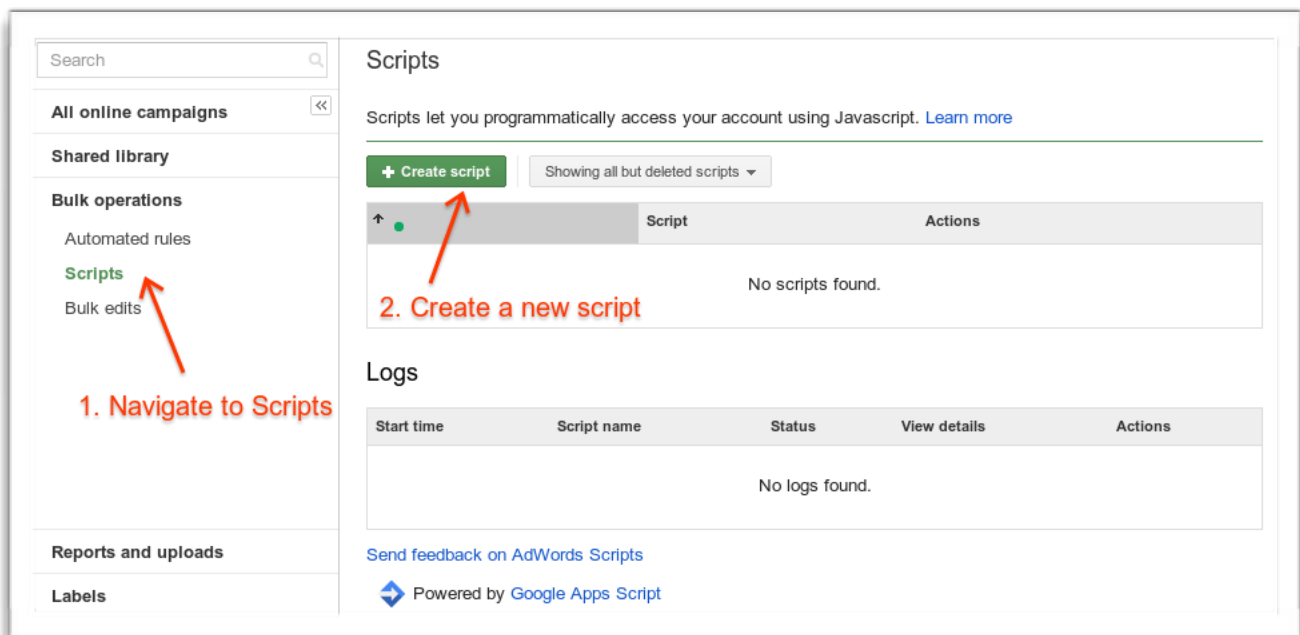 Search
All online campaigns
Shared library
Bulk operations
Automated rules
Scripts
Bulk edits
1. Navigate to Scripts
Reports and uploads
Labels
Scripts
Scripts let you programmatically access your account using Javascript. Learn more
+ Create script
Showing all but deleted scripts
Script Actions
No scripts found.
2. Create a new script
Logs
Start time Script name Status View details Actions
No logs found.
Send feedback on AdWords Scripts
Powered by Google Apps Script